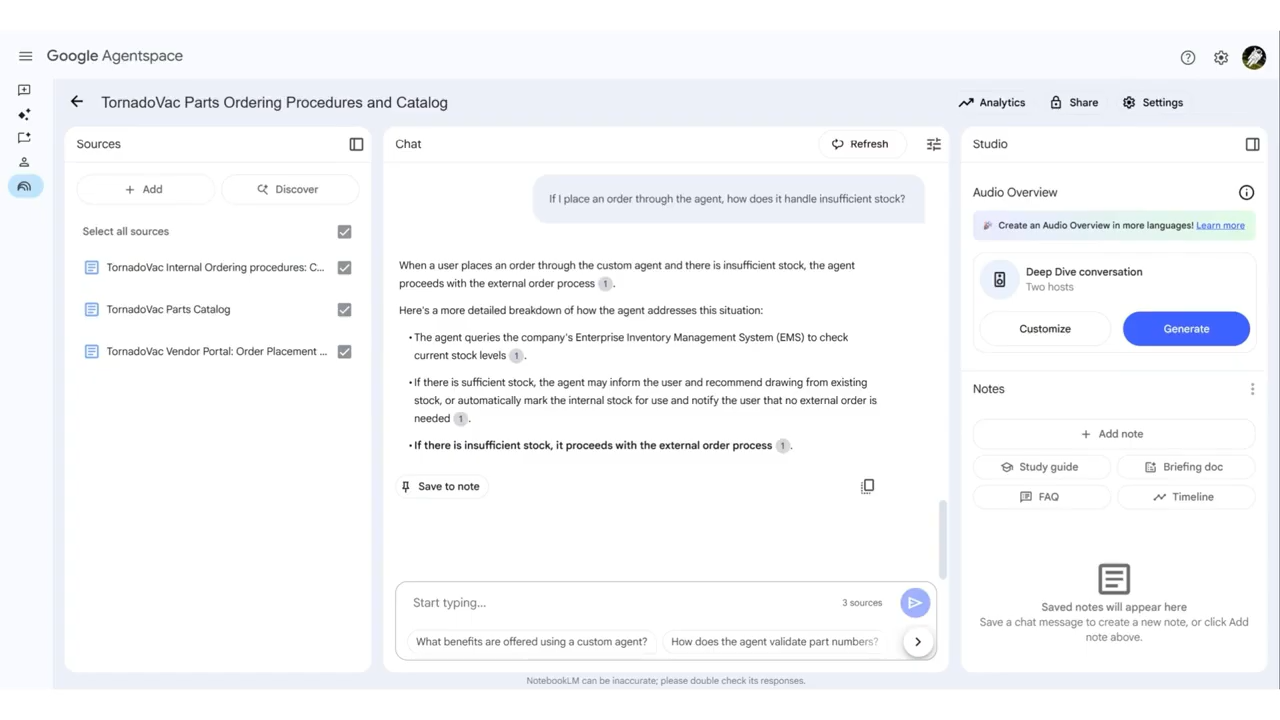 Google Agentspace
TornadoVac Parts Ordering Procedures and Catalog
Analytics
Share
Settings
Sources
Add
Discover
Select all sources
TornadoVac Internal Ordering procedures: C...
TornadoVac Parts Catalog
TornadoVac Vendor Portal: Order Placement ...
Chat
Refresh
If I place an order through the agent, how does it handle insufficient stock?
When a user places an order through the custom agent and there is insufficient stock, the agent
proceeds with the external order process 1.
Here's a more detailed breakdown of how the agent addresses this situation:
• The agent queries the company's Enterprise Inventory Management System (EMS) to check
current stock levels 1.
• If there is sufficient stock, the agent may inform the user and recommend drawing from existing
stock, or automatically mark the internal stock for use and notify the user that no external order is
needed 1.
• If there is insufficient stock, it proceeds with the external order process 1.
Save to note
Start typing...
3 sources
What benefits are offered using a custom agent?
How does the agent validate part numbers?
NotebookLM can be inaccurate; please double check its responses.
Studio
Audio Overview
Create an Audio Overview in more languages! Learn more
Deep Dive conversation
Two hosts
Customize
Generate
Notes
Add note
Study guide
Briefing doc
FAQ
Timeline
Saved notes will appear here
Save a chat message to create a new note, or click Add
note above.